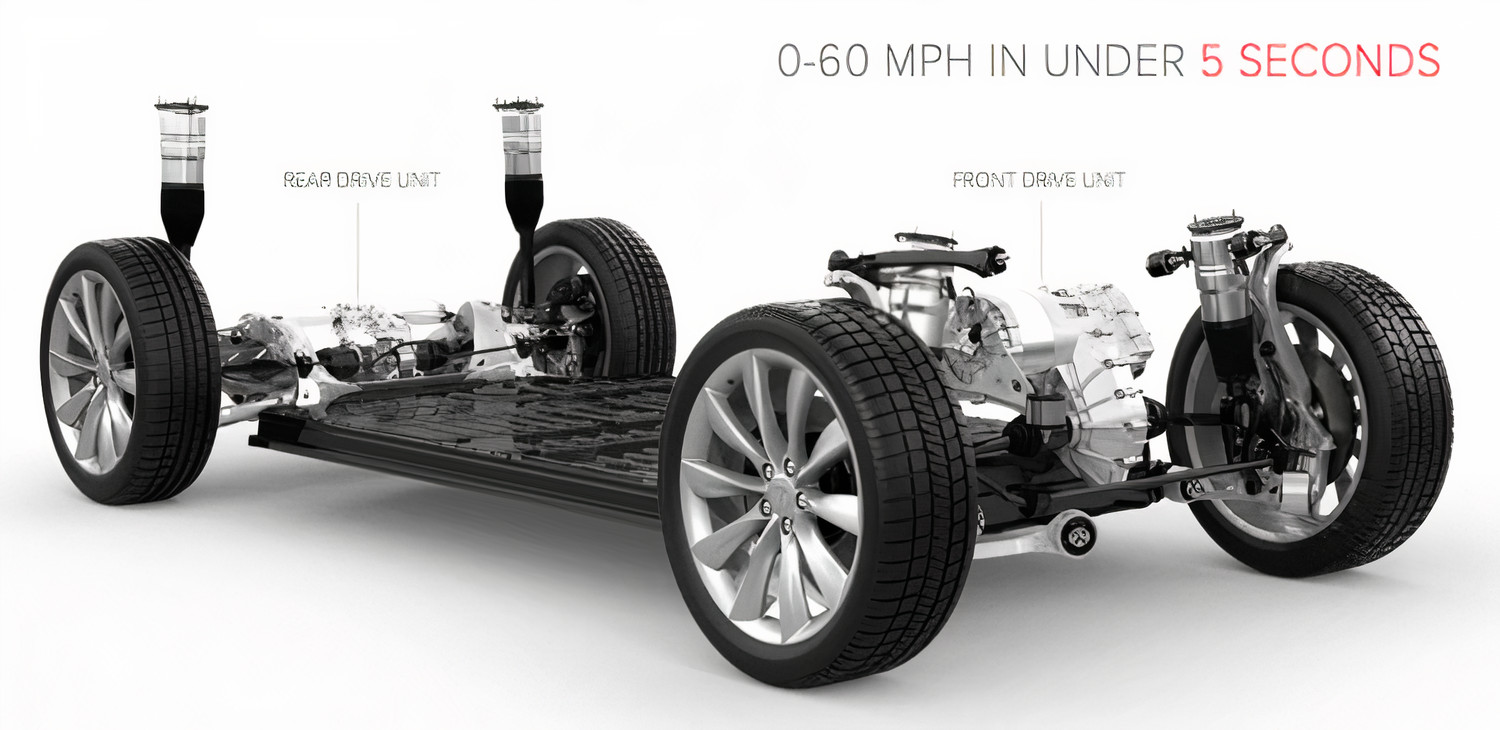 0-60 MPH IN UNDER 5 SECONDS
REAR DRIVE UNIT
FRONT DRIVE UNIT